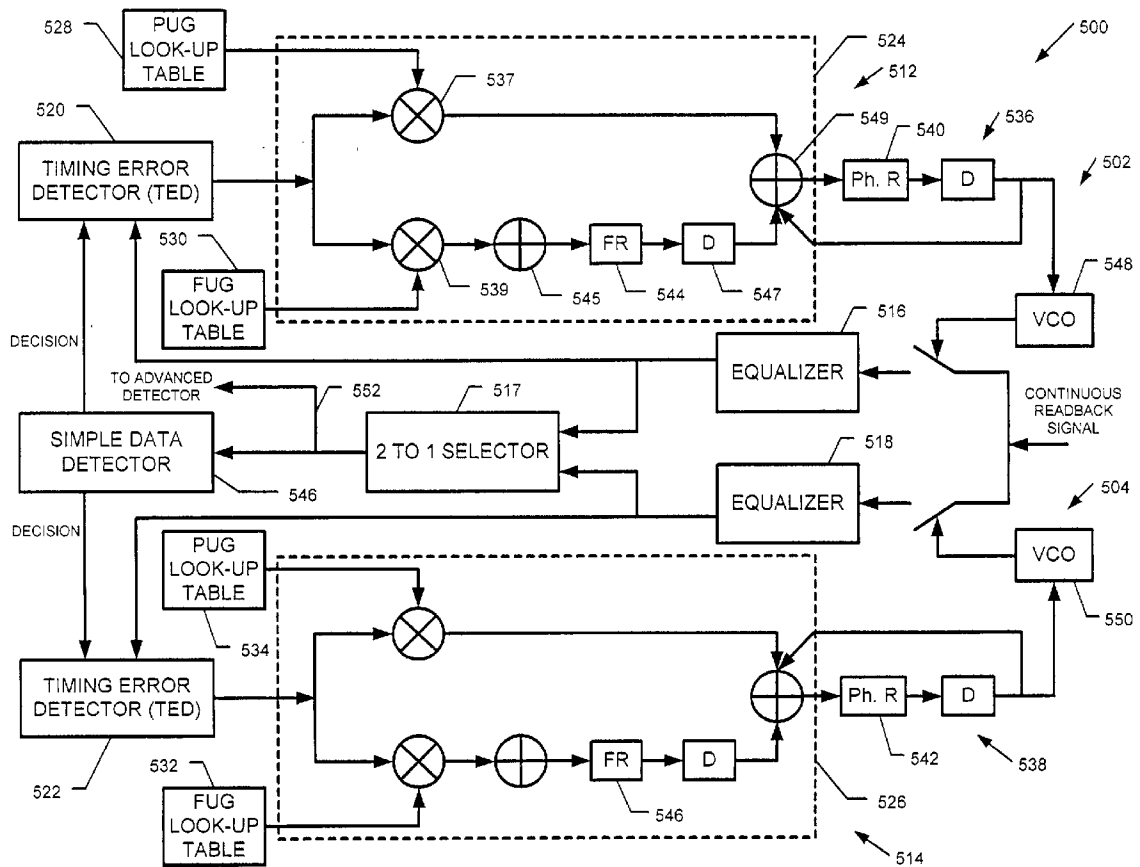 528
PUG
LOOK-UP
TABLE
524
500
512
537
520
549
540
536
502
TIMING ERROR
DETECTOR (TED)
Ph. R
D
530
FUG
LOOK-UP
TABLE
539
545
FR
544
D
547
548
VCO
DECISION
516
EQUALIZER
TO ADVANCED
DETECTOR
552
517
CONTINUOUS
READBACK
SIGNAL
SIMPLE DATA
DETECTOR
2 TO 1 SELECTOR
518
EQUALIZER
546
504
DECISION
PUG
LOOK-UP
TABLE
534
VCO
550
TIMING ERROR
DETECTOR (TED)
Ph. R
D
522
532
FUG
LOOK-UP
TABLE
FR
546
D
542
538
526
514